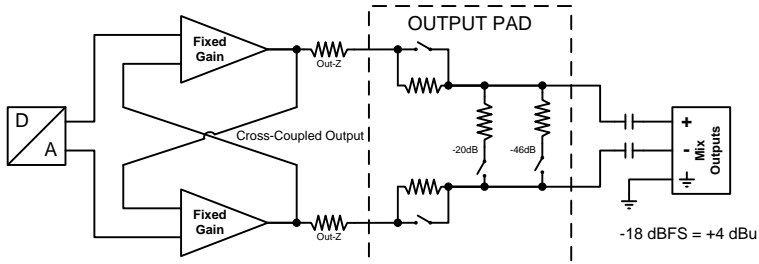 OUTPUT PAD
Fixed
Gain
Out-Z
D
A
Cross-Coupled Output
-20dB
-46dB
+
-
Mix
Outputs
Fixed
Gain
Out-Z
-18 dBFS = +4 dBu